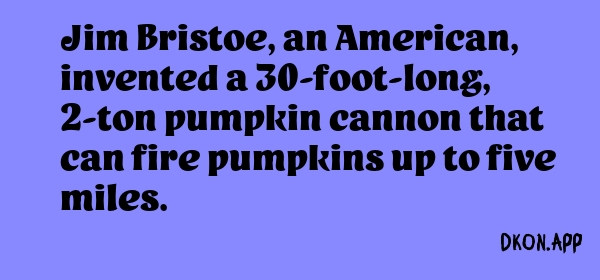 Jim Bristoe, an American,
invented a 30-foot-long,
2-ton pumpkin cannon that
can fire pumpkins up to five
miles.
DKON.APP